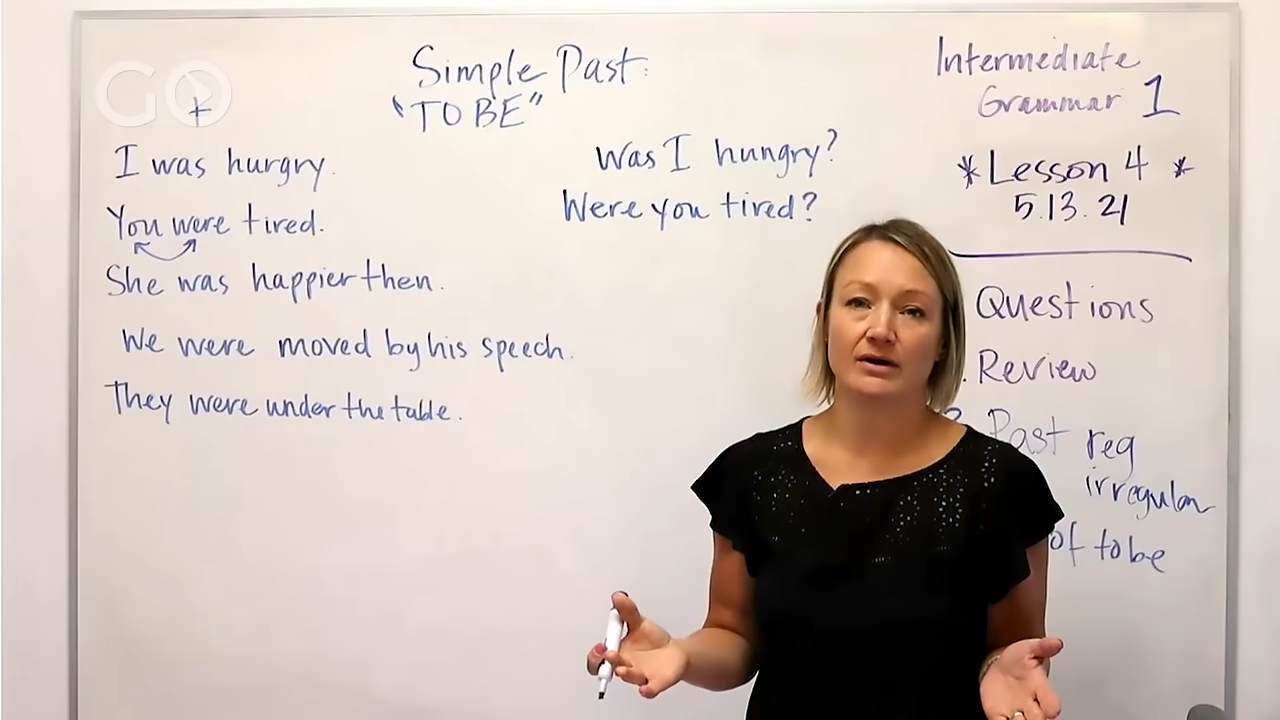 GO
Simple Past:
"TO BE"
+
I was hurgry.
You were tired.
She was happier then.
We were moved by his speech.
They were under the table.
Was I hungry?
Were you tired?
Intermediate
Grammar 1
* Lesson 4 *
5.13.21
Questions
. Review
Past reg
irregular
of to be